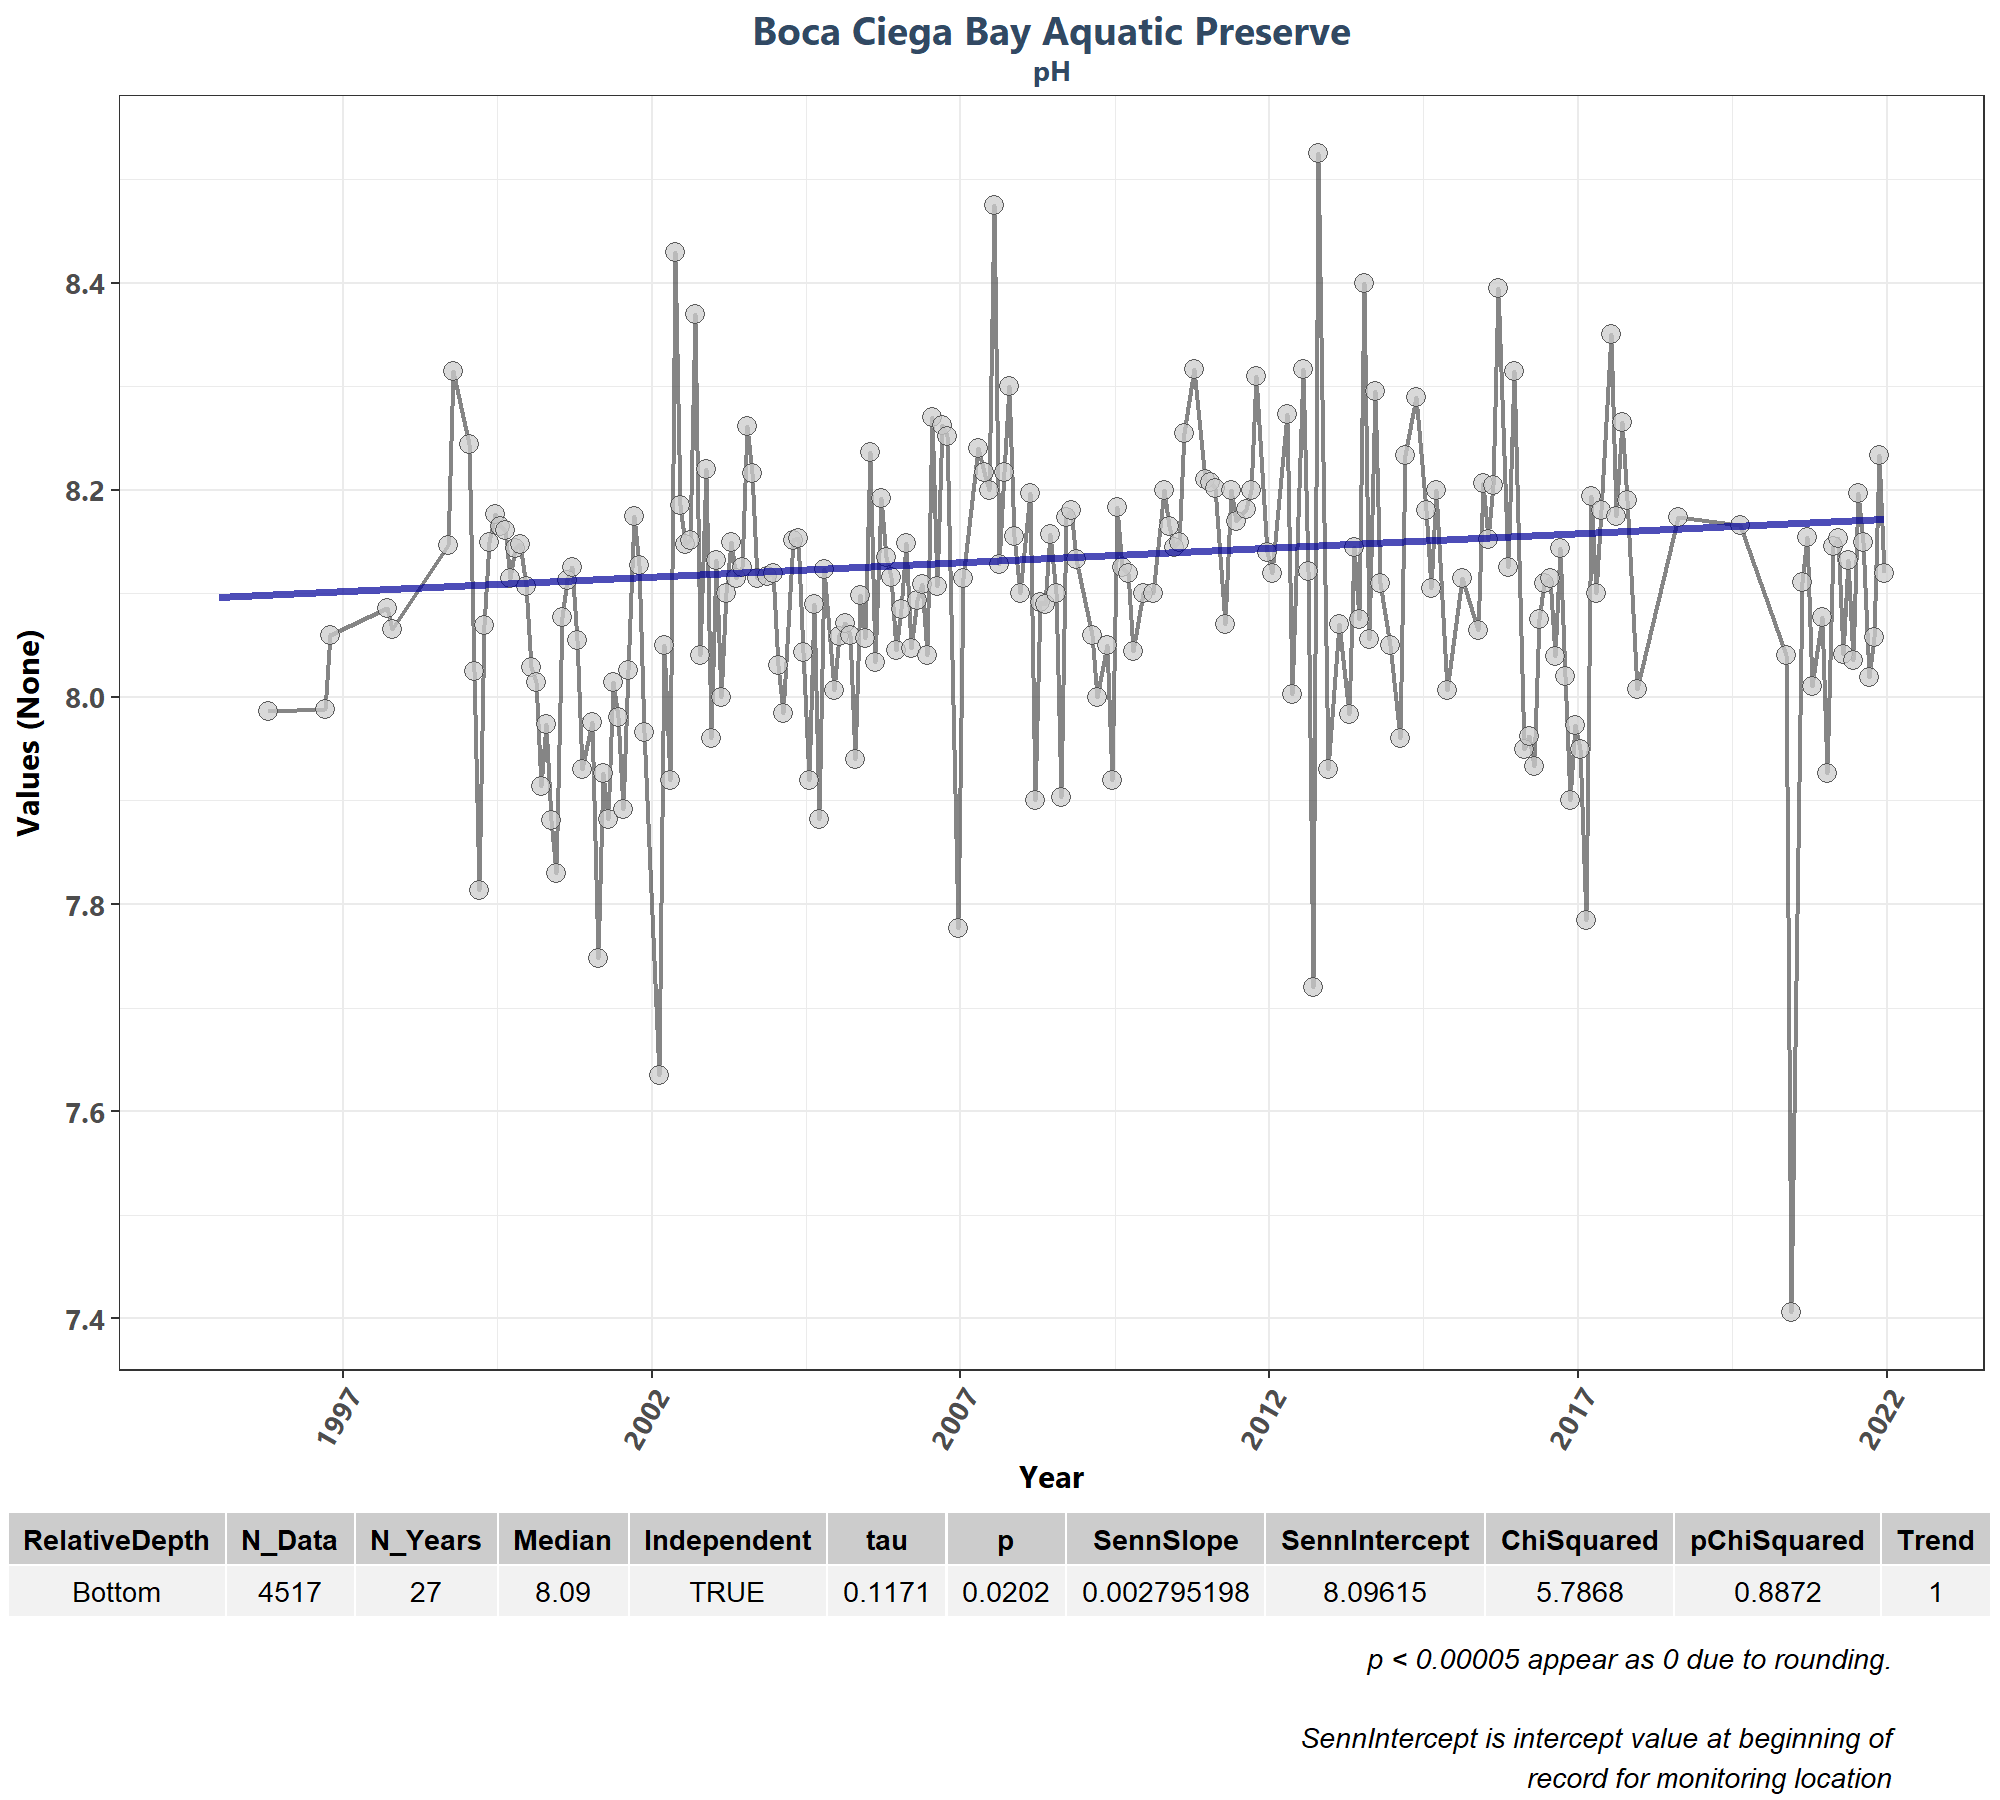 Boca Ciega Bay Aquatic Preserve
pH
Values (None)
8.4
8.2
8.0
7.8
7.6
7.4
1997 2002 2007 2012 2017 2022
Year
RelativeDepth N_Data N_Years Median Independent tau p SennSlope SennIntercept ChiSquared pChiSquared Trend
Bottom 4517 27 8.09 TRUE 0.1171 0.0202 0.002795198 8.09615 5.7868 0.8872 1
p < 0.00005 appear as 0 due to rounding.
SennIntercept is intercept value at beginning of
record for monitoring location